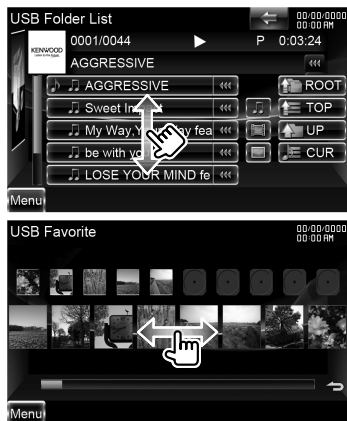 USB Folder List
00/00/0000
00:00 AM
KENWOOD
0001/0044 P 0:03:24
AGGRESSIVE
AGGRESSIVE ROOT
Sweet In TOP
My Way,Y ay fea UP
be with yo CUR
LOSE YOUR MIND fe
Menu
USB Favorite
00/00/0000
00:00 AM
Menu